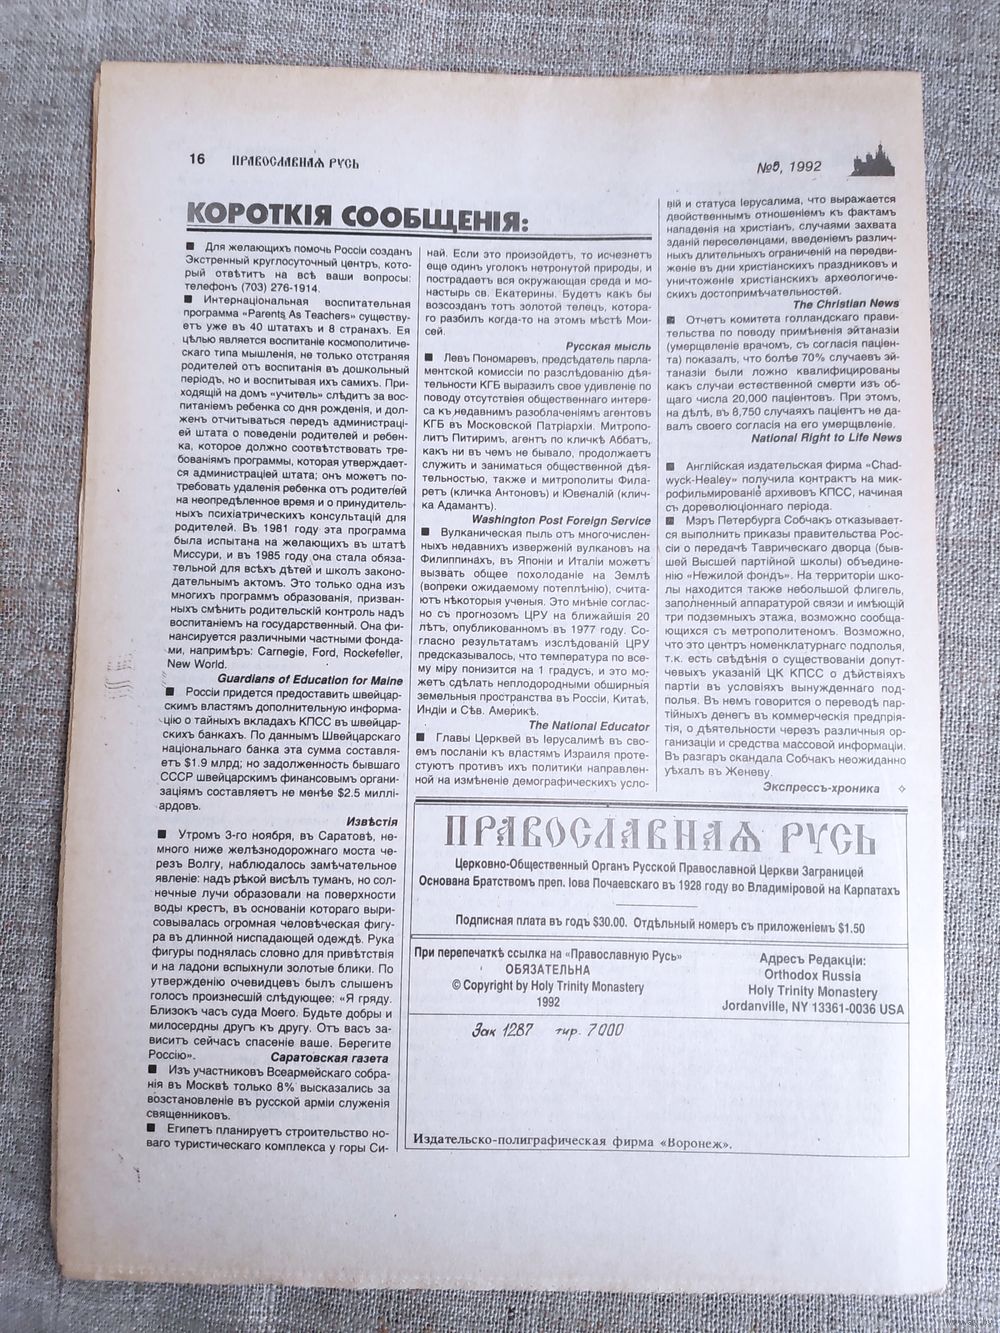 16 ПРАВОСЛАВНАЯ РУСЬ
, 1992
КОРОТКІЯ СООБЩЕНІЯ:
■ Для желающихъ помочь Россіи созданъ
Экстренный круглосуточный центръ, кото-
рый отвѣтитъ на всѣ ваши вопросы:
телефонъ (703) 276-1914.
■ Интернаціональная воспитательная
программа «Parents As Teachers» существу-
етъ уже въ 40 штатахъ и 8 странахъ. Ея
цѣлью является воспитаніе космополитиче-
скаго типа мышленія, не только отстраняя
родителей отъ воспитанія въ дошкольный
періодъ, но и воспитывая ихъ самихъ. При-
ходящій на домъ «учитель» слѣдитъ за вос-
питаніемъ ребенка со дня рожденія, и дол-
женъ отчитываться передъ администраці-
ей штата о поведеніи родителей и ребен-
ка, которое должно соотвѣтствовать тре-
бованіямъ программы, которая утверждает-
ся администраціей штата; онъ можетъ по-
требовать удаленія ребенка отъ родителей
на неопредѣленное время и о принудитель-
ныхъ психіатрическихъ консультацій для
родителей. Въ 1981 году эта программа
была испытана на желающихъ въ штатѣ
Миссури, и въ 1985 году она стала обяза-
тельной для всѣхъ дѣтей и школъ законо-
дательнымъ актомъ. Это только одна изъ
многихъ программъ образованія, призван-
ныхъ смѣнить родительскій контроль надъ
воспитаніемъ на государственный. Она фи-
нансируется различными частными фонда-
ми, напримѣръ: Carnegie, Ford, Rockefeller,
New World.
Guardians of Education for Maine
■ Россіи придется предоставить швейцар-
скимъ властямъ дополнительную информа-
цію о тайныхъ вкладахъ КПСС въ швейцар-
скихъ банкахъ. По даннымъ Швейцарскаго
національнаго банка эта сумма составля-
етъ $1.9 млрд; но задолженность бывшаго
СССР швейцарскимъ финансовымъ органи-
заціямъ составляетъ не менѣе $2.5 милли-
ардовъ.
Извѣстія
■ Утромъ 3-го ноября, въ Саратовѣ, не-
много ниже желѣзнодорожнаго моста че-
резъ Волгу, наблюдалось замѣчательное
явленіе: надъ рѣкой висѣлъ туманъ, но сол-
нечные лучи образовали на поверхности
воды крестъ, въ основаніи котораго выри-
совывалась огромная человѣческая фигу-
ра въ длинной ниспадающей одеждѣ. Рука
фигуры поднялась словно для привѣтствія
и на ладони вспыхнули золотые блики. По
утвержденію очевидцевъ былъ слышенъ
голосъ произнесшій слѣдующее: «Я гряду.
Близокъ часъ суда Моего. Будьте добры и
милосердны другъ къ другу. Отъ васъ за-
виситъ сейчасъ спасеніе ваше. Берегите
Россію». Саратовская газета
■ Изъ участниковъ Всеармейскаго собра-
нія въ Москвѣ только 8% высказались за
возстановленіе въ русской арміи служенія
священниковъ.
■ Египетъ планируетъ строительство но-
ваго туристическаго комплекса у горы Си-
най. Если это произойдетъ, то исчезнетъ
еще одинъ уголокъ нетронутой природы, и
пострадаетъ вся окружающая среда и мо-
настырь св. Екатерины. Будетъ какъ бы
возсозданъ тотъ золотой телецъ, котора-
го разбилъ когда-то на этомъ мѣстѣ Мои-
сей.
Русская мысль
■ Левъ Пономаревъ, предсѣдатель парла-
ментской комиссіи по разслѣдованію дѣя-
тельности КГБ выразилъ свое удивленіе по
поводу отсутствія общественнаго интере-
са къ недавнимъ разоблаченіямъ агентовъ
КГБ въ Московской Патріархіи. Митропо-
литъ Питиримъ, агентъ по кличкѣ Аббатъ,
какъ ни въ чемъ не бывало, продолжаетъ
служить и заниматься общественной дѣя-
тельностью, также и митрополиты Фила-
ретъ (кличка Антоновъ) и Ювеналій (клич-
ка Адамантъ).
Washington Post Foreign Service
■ Вулканическая пыль отъ многочислен-
ныхъ недавнихъ изверженій вулкановъ на
Филиппинахъ, въ Японіи и Италіи можетъ
вызвать общее похолоданіе на Землѣ
(вопреки ожидаемому потеплѣнію), счита-
ютъ нѣкоторыя ученыя. Это мнѣніе соглас-
но съ прогнозомъ ЦРУ на ближайшія 20
лѣтъ, опубликованномъ въ 1977 году. Со-
гласно результатамъ изслѣдованій ЦРУ
предсказывалось, что температура по все-
му міру понизится на 1 градусъ, и это мо-
жетъ сдѣлать неплодородными обширныя
земельныя пространства въ Россіи, Китаѣ,
Индіи и Сѣв. Америкѣ.
The National Educator
■ Главы Церквей въ Іерусалимѣ въ сво-
емъ посланіи къ властямъ Израиля проте-
стуютъ противъ ихъ политики направлен-
ной на измѣненіе демографическихъ усло-
вій и статуса Іерусалима, что выражается
двойственнымъ отношеніемъ къ фактамъ
нападенія на христіанъ, случаями захвата
зданій переселенцами, введеніемъ различ-
ныхъ длительныхъ ограниченій на передви-
женіе въ дни христіанскихъ праздниковъ и
уничтоженіе христіанскихъ археологиче-
скихъ достопримѣчательностей.
The Christian News
■ Отчетъ комитета голландскаго прави-
тельства по поводу примѣненія эйтаназіи
(умерщвленіе врачомъ, съ согласія паціен-
та) показалъ, что болѣе 70% случаевъ эй-
таназіи были ложно квалифицированы
какъ случаи естественной смерти изъ об-
щаго числа 20,000 паціентовъ. При этомъ,
на дѣлѣ, въ 8,750 случаяхъ паціентъ не да-
валъ своего согласія на его умерщвленіе.
National Right to Life News
■ Англійская издательская фирма «Chad-
wyck-Healey» получила контрактъ на мик-
рофильмированіе архивовъ КПСС, начиная
съ дореволюціоннаго періода.
■ Мэръ Петербурга Собчакъ отказывает-
ся выполнить приказы правительства Рос-
сіи о передачѣ Таврическаго дворца (быв-
шей Высшей партійной школы) объедине-
нію «Нежилой фондъ». На территоріи шко-
лы находится также небольшой флигель,
заполненный аппаратурой связи и имѣющій
три подземныхъ этажа, возможно сообща-
ющихся съ метрополитеномъ. Возможно,
что это центръ номенклатурнаго подполья,
т.к. есть свѣдѣнія о существованіи допут-
чевыхъ указаній ЦК КПСС о дѣйствіяхъ
партіи въ условіяхъ вынужденнаго под-
полья. Въ немъ говорится о переводѣ пар-
тійныхъ денегъ въ коммерческія предпрія-
тія, о дѣятельности черезъ различныя ор-
ганизаціи и средства массовой информаціи.
Въ разгаръ скандала Собчакъ неожиданно
уѣхалъ въ Женеву.
Экспрессъ-хроника
ПРАВОСЛАВНАЯ РУСЬ
Церковно-Общественный Органъ Русской Православной Церкви Заграницей
Основана Братствомъ преп. Іова Почаевскаго въ 1928 году во Владиміровой на Карпатахъ
Подписная плата въ годъ $30.00. Отдѣльный номеръ съ приложеніемъ $1.50
При перепечаткѣ ссылка на «Православную Русь»
ОБЯЗАТЕЛЬНА
© Copyright by Holy Trinity Monastery
1992
Адресъ Редакціи:
Orthodox Russia
Holy Trinity Monastery
Jordanville, NY 13361-0036 USA
Зак 1287 тир. 7000
Издательско-полиграфическая фирма «Воронеж».